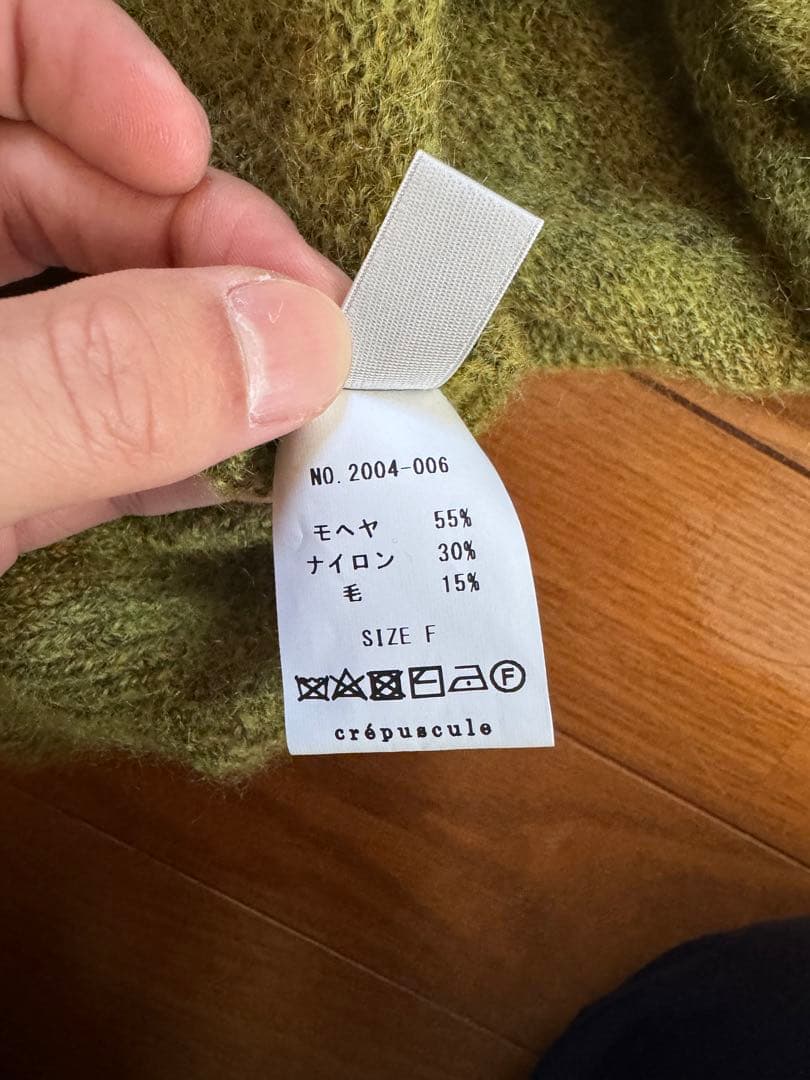 NO. 2004-006
モヘヤ 55%
ナイロン 30%
毛 15%
SIZE F
F
crépuscule